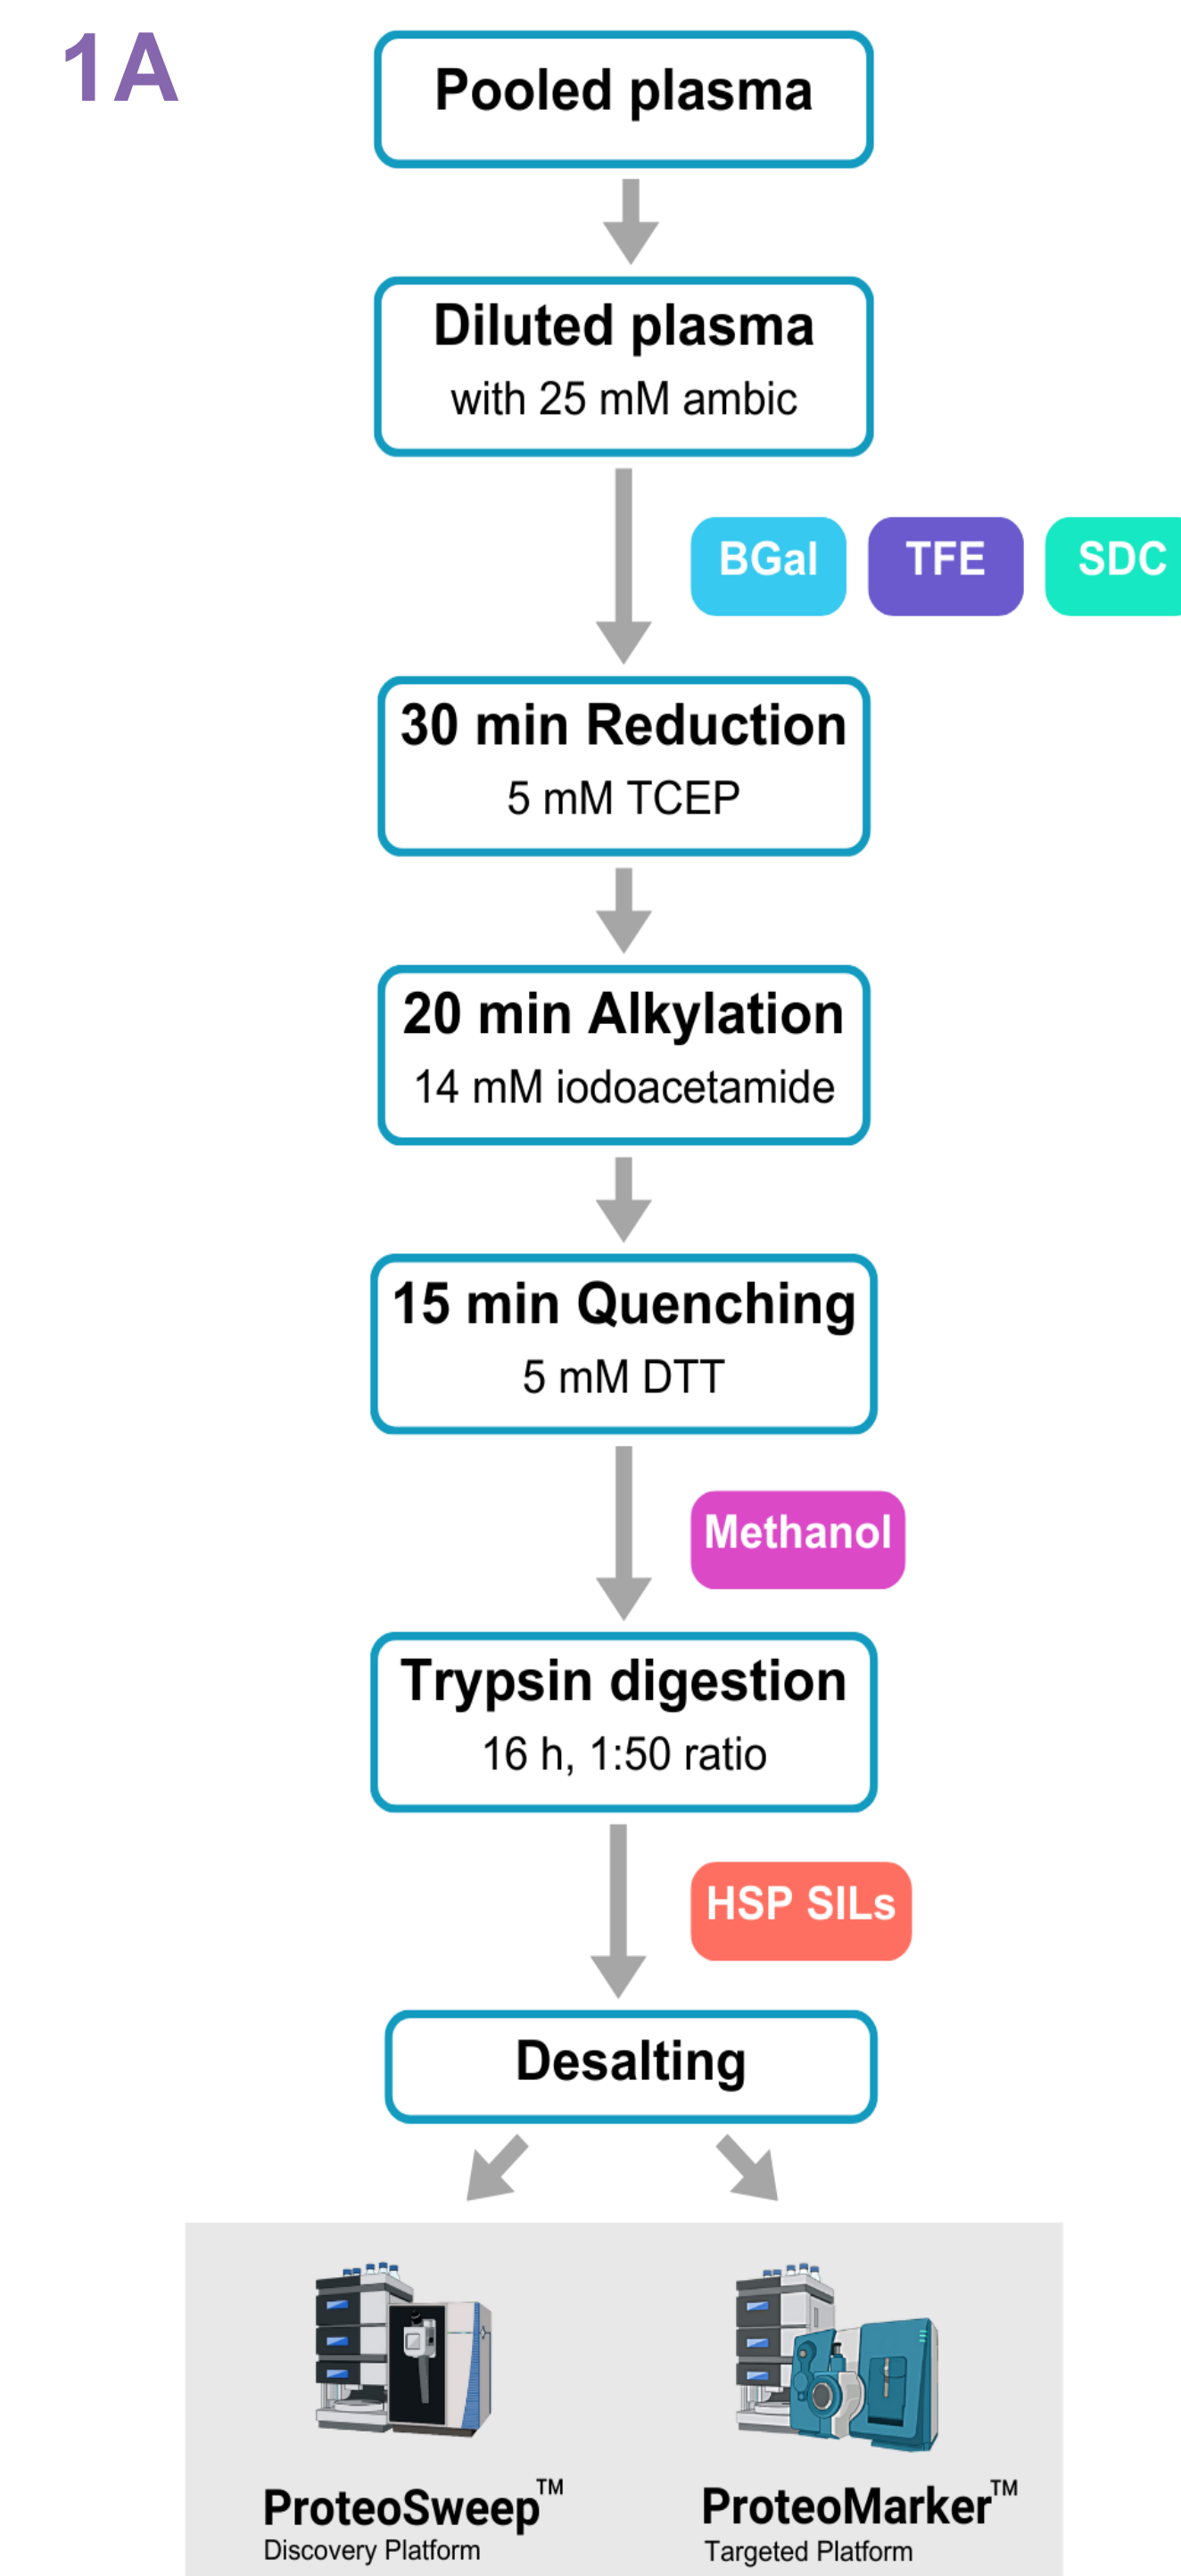 1A
Pooled plasma
Diluted plasma
with 25 mM ambic
BGal TFE SDC
30 min Reduction
5 mM TCEP
20 min Alkylation
14 mM iodoacetamide
15 min Quenching
5 mM DTT
Methanol
Trypsin digestion
16 h, 1:50 ratio
HSP SILs
Desalting
ProteoSweep™ ProteoMarker™
Discovery Platform Targeted Platform